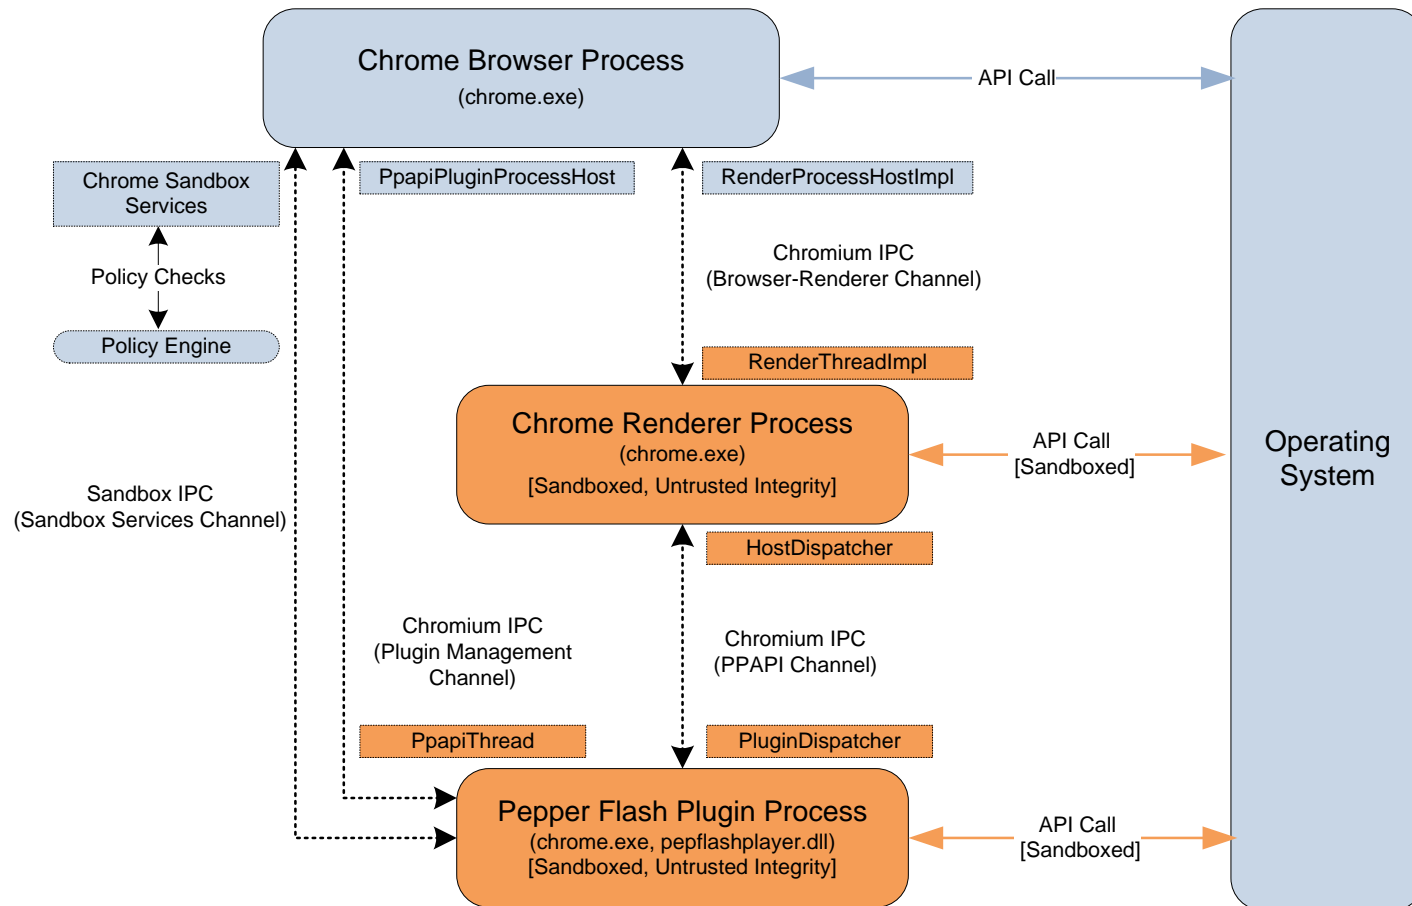 Chrome Browser Process
(chrome.exe)
API Call
Chrome Sandbox
Services
PpapiPluginProcessHost
RenderProcessHostImpl
Policy Checks
Policy Engine
Chromium IPC
(Browser-Renderer Channel)
RenderThreadImpl
Chrome Renderer Process
(chrome.exe)
[Sandboxed, Untrusted Integrity]
API Call
[Sandboxed]
Operating
System
Sandbox IPC
(Sandbox Services Channel)
HostDispatcher
Chromium IPC
(Plugin Management
Channel)
Chromium IPC
(PPAPI Channel)
PpapiThread
PluginDispatcher
Pepper Flash Plugin Process
(chrome.exe, pepflashplayer.dll)
[Sandboxed, Untrusted Integrity]
API Call
[Sandboxed]